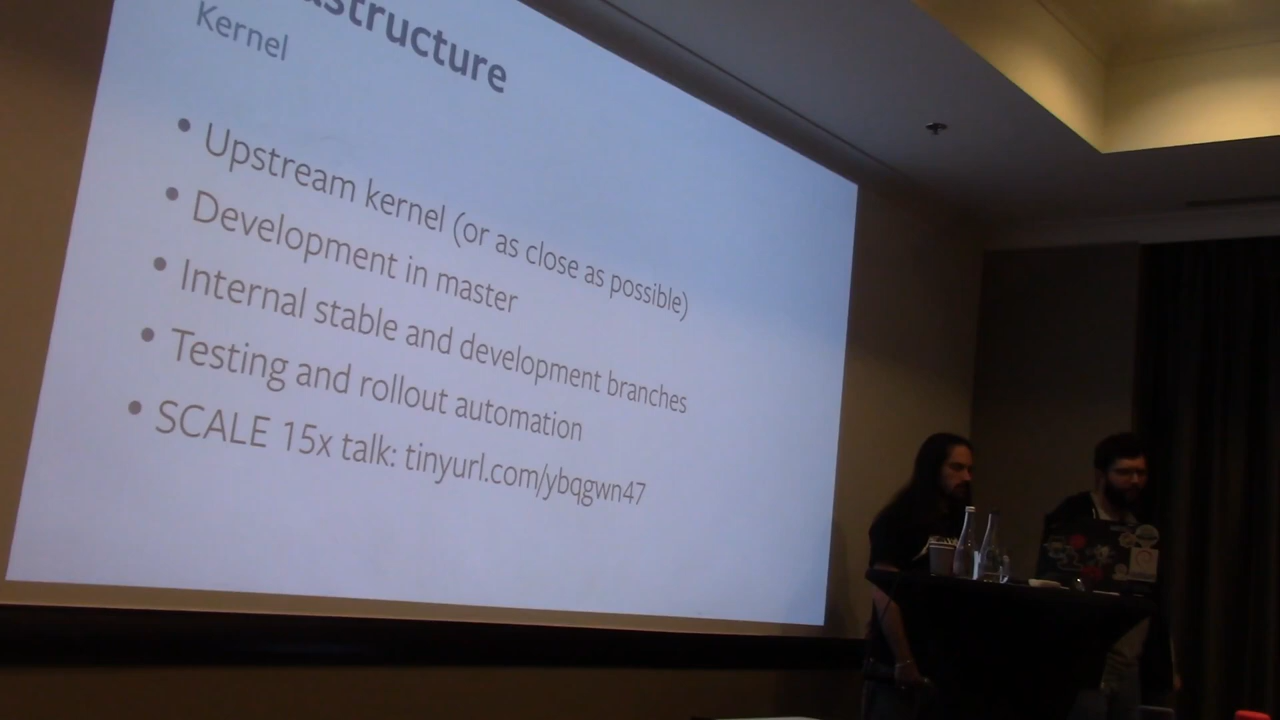 Kernel
• Upstream kernel (or as close as possible)
• Development in master
• Internal stable and development branches
• Testing and rollout automation
• SCALE 15x talk: tinyurl.com/ybqgwn47